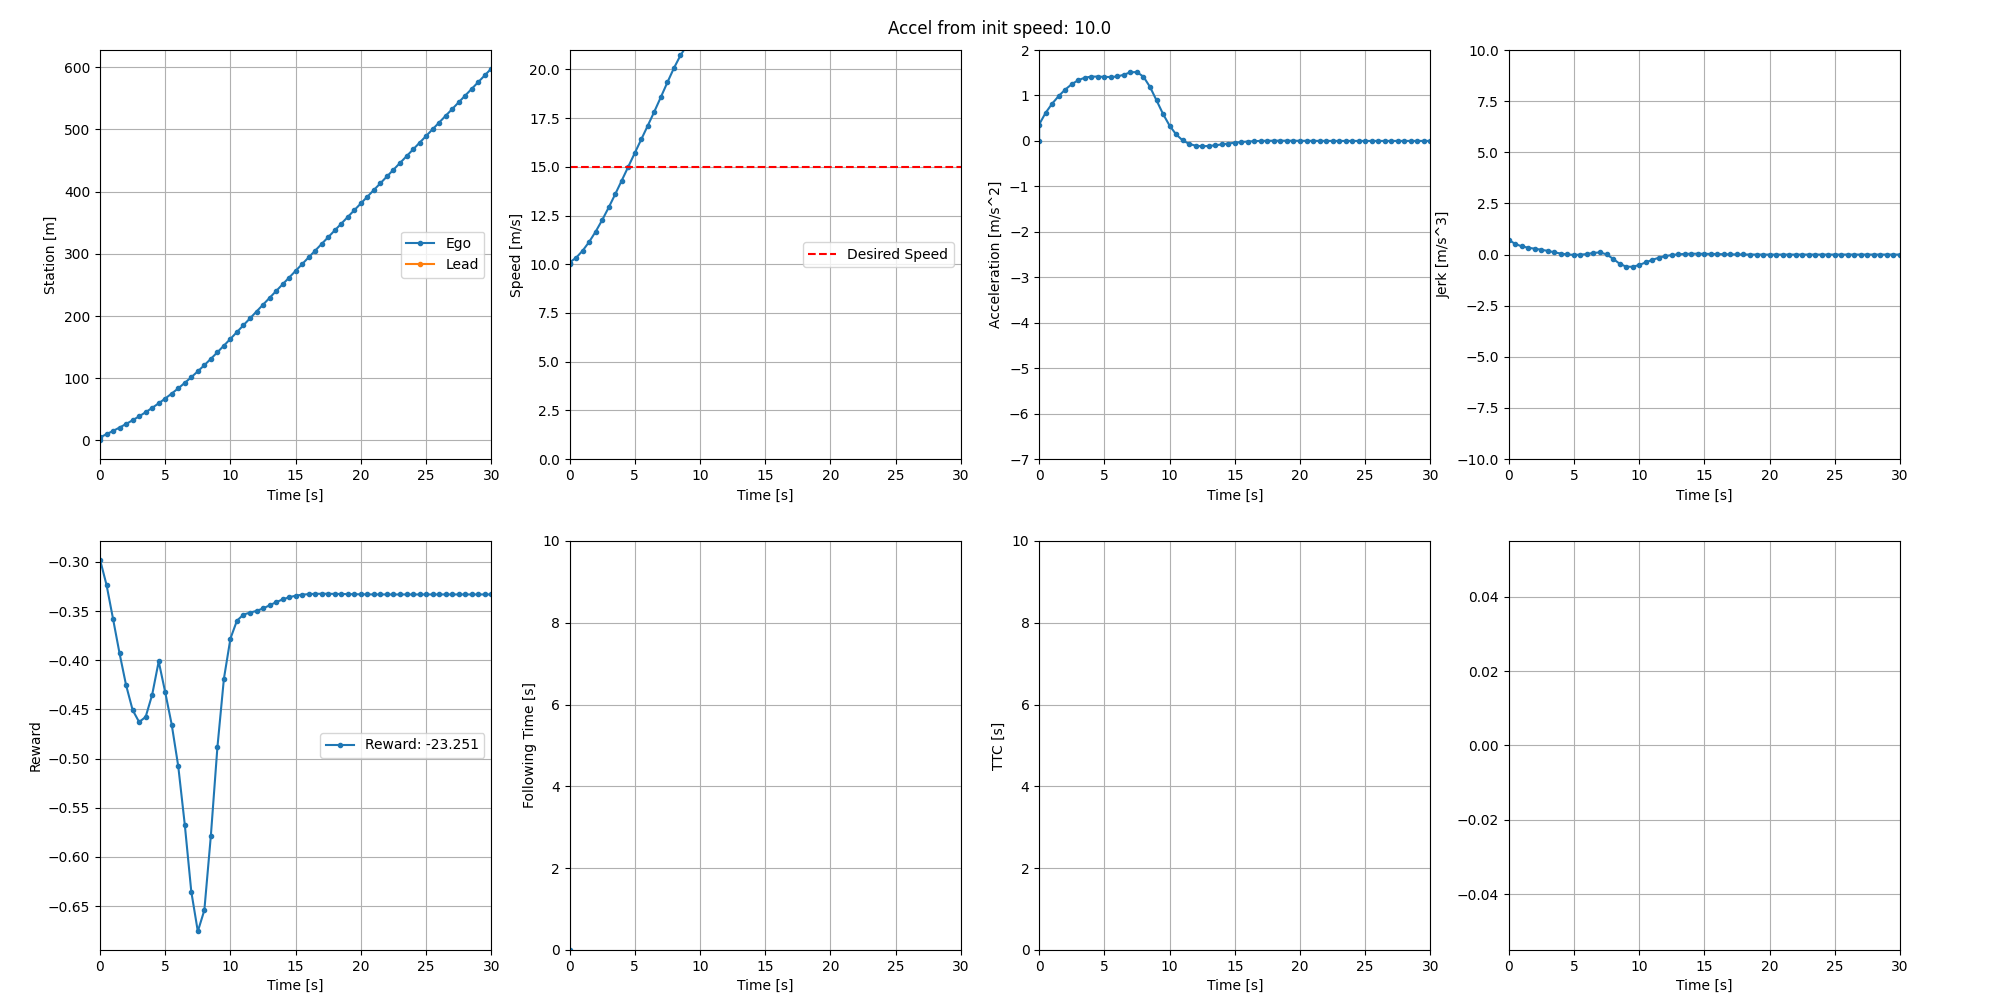 Accel from init speed: 10.0
600
500
400
300
200
100
0
Station [m]
Ego
Lead
0 5 10 15 20 25 30
Time [s]
20.0
17.5
15.0
12.5
10.0
7.5
5.0
2.5
0.0
Speed [m/s]
Desired Speed
0 5 10 15 20 25 30
Time [s]
2
1
0
−1
−2
−3
−4
−5
−6
−7
Acceleration [m/s^2]
0 5 10 15 20 25 30
Time [s]
10.0
7.5
5.0
2.5
0.0
−2.5
−5.0
−7.5
−10.0
Jerk [m/s^3]
0 5 10 15 20 25 30
Time [s]
−0.30
−0.35
−0.40
−0.45
−0.50
−0.55
−0.60
−0.65
Reward
Reward: -23.251
0 5 10 15 20 25 30
Time [s]
10
8
6
4
2
0
Following Time [s]
0 5 10 15 20 25 30
Time [s]
10
8
6
4
2
0
TTC [s]
0 5 10 15 20 25 30
Time [s]
0.04
0.02
0.00
−0.02
−0.04
0 5 10 15 20 25 30
Time [s]